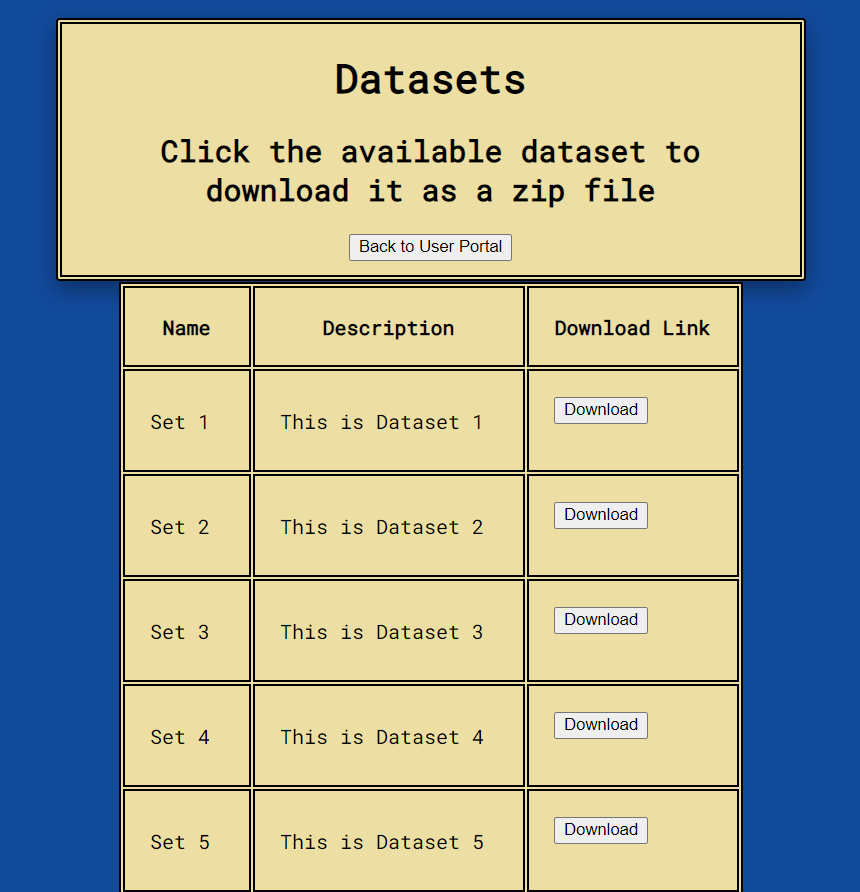 Datasets
Click the available dataset to
download it as a zip file
Back to User Portal
Name Description Download Link
Set 1 This is Dataset 1 Download
Set 2 This is Dataset 2 Download
Set 3 This is Dataset 3 Download
Set 4 This is Dataset 4 Download
Set 5 This is Dataset 5 Download